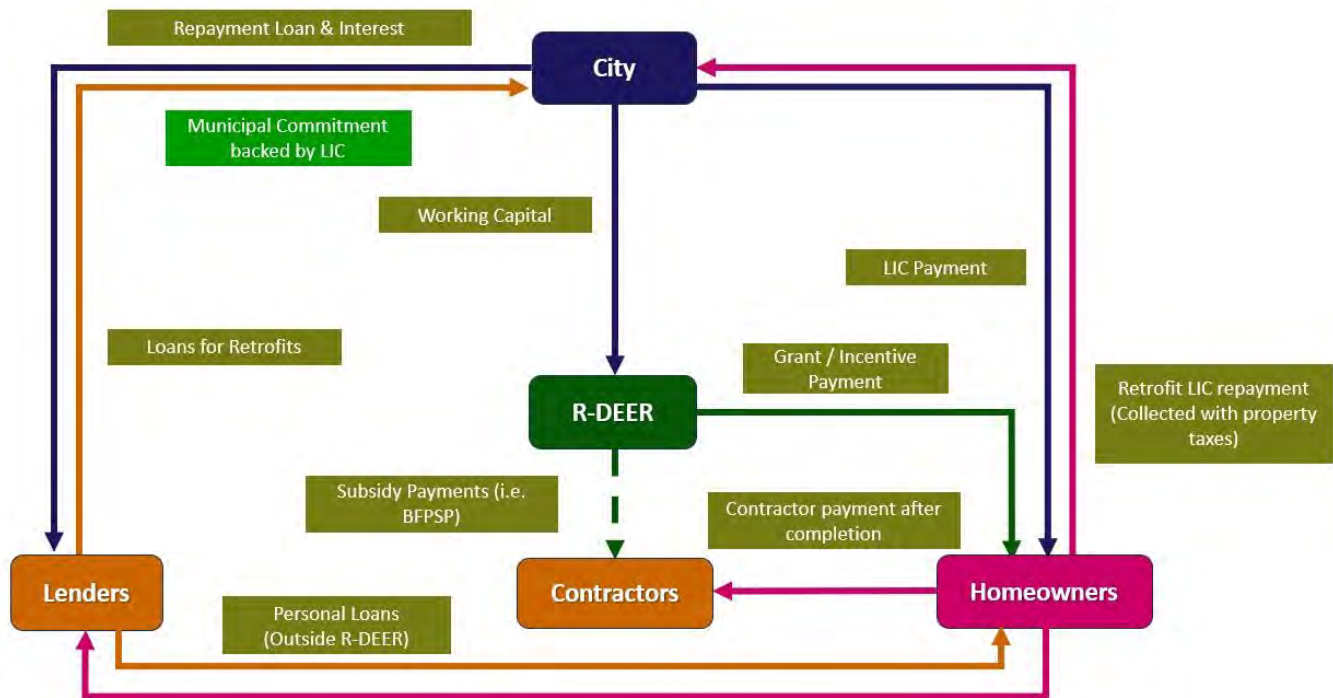 Repayment Loan & Interest
City
Municipal Commitment
backed by LIC
Working Capital
LIC Payment
Loans for Retrofits
Grant / Incentive
Payment
Retrofit LIC repayment
(Collected with property
taxes)
R-DEER
Subsidy Payments (i.e.
BFPSP)
Contractor payment after
completion
Lenders
Contractors
Homeowners
Personal Loans
(Outside R-DEER)